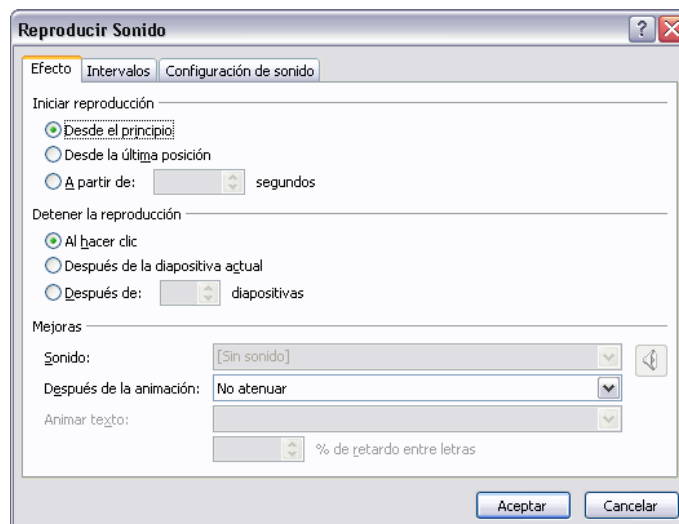 Reproducir Sonido
Efecto Intervalos Configuración de sonido
Iniciar reproducción
Desde el principio
Desde la última posición
A partir de: segundos
Detener la reproducción
Al hacer clic
Después de la diapositiva actual
Después de: diapositivas
Mejoras
Sonido: [Sin sonido]
Después de la animación: No atenuar
Animar texto:
% de retardo entre letras
Aceptar Cancelar